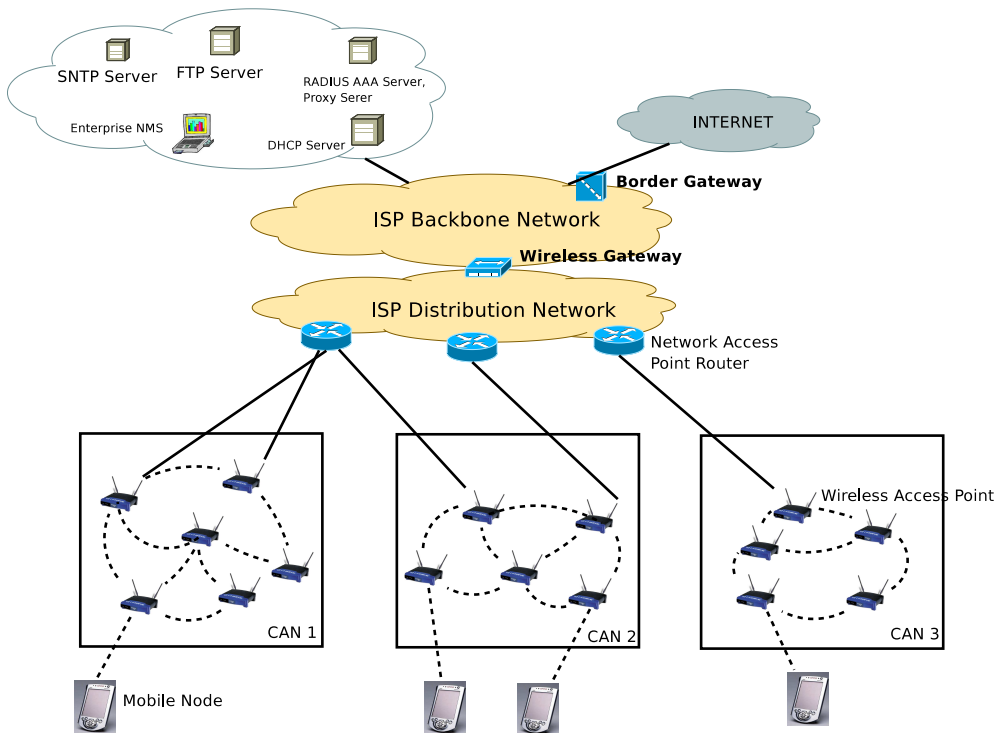 SNTP Server
FTP Server
RADIUS AAA Server,
Proxy Serer
Enterprise NMS
DHCP Server
INTERNET
Border Gateway
ISP Backbone Network
Wireless Gateway
ISP Distribution Network
Network Access
Point Router
Wireless Access Point
CAN 1
CAN 2
CAN 3
Mobile Node